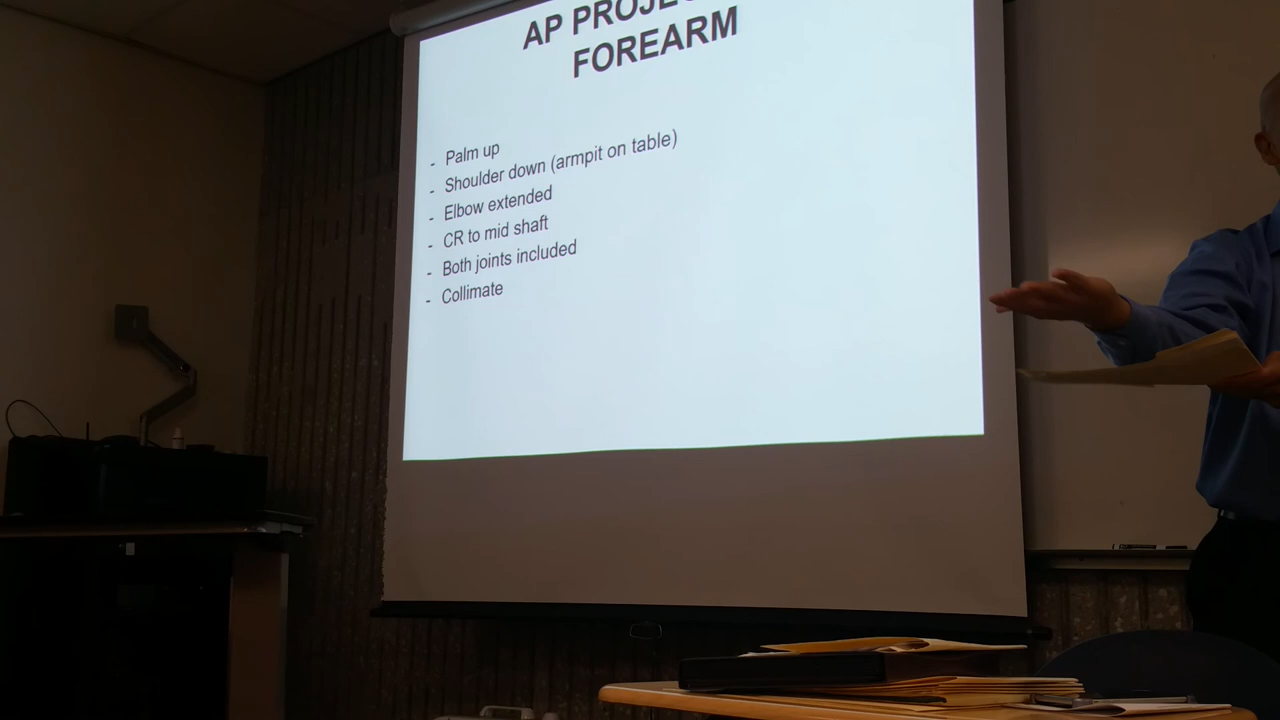 AP PROJE
FOREARM
- Palm up
- Shoulder down (armpit on table)
- Elbow extended
- CR to mid shaft
- Both joints included
- Collimate